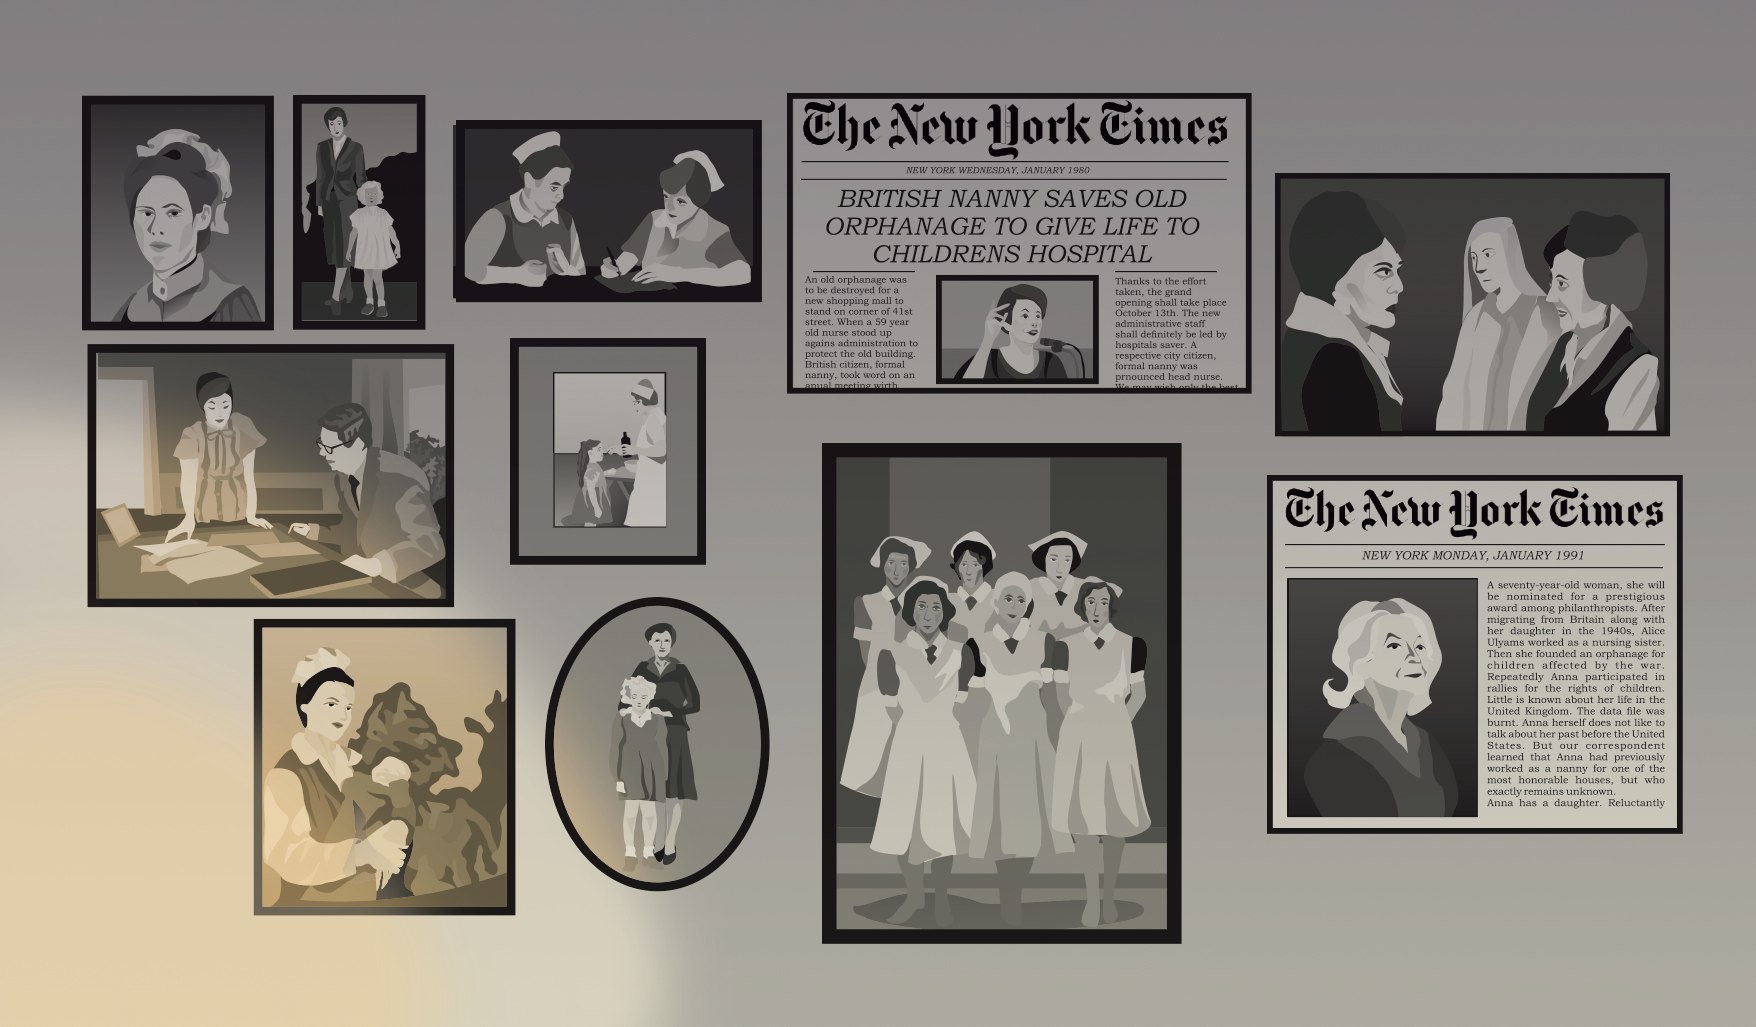 The New York Times
NEW YORK WEDNESDAY, JANUARY 1980
BRITISH NANNY SAVES OLD
ORPHANAGE TO GIVE LIFE TO
CHILDRENS HOSPITAL
An old orphanage was
to be destroyed for a
new shopping mall to
stand on corner of 41st
street. When a 59 year
old nurse stood up
agains administration to
protect the old building.
British citizen, formal
nanny, took word on an
anual meeting wirth
Thanks to the effort
taken, the grand
opening shall take place
October 13th. The new
administrative staff
shall definitely be led by
hospitals saver. A
respective city citizen,
formal nanny was
prnounced head nurse.
We may wish only the best
The New York Times
NEW YORK MONDAY, JANUARY 1991
A seventy-year-old woman, she will
be nominated for a prestigious
award among philanthropists. After
migrating from Britain along with
her daughter in the 1940s, Alice
Ulyams worked as a nursing sister.
Then she founded an orphanage for
children affected by the war.
Repeatedly Anna participated in
rallies for the rights of children.
Little is known about her life in the
United Kingdom. The data file was
burnt. Anna herself does not like to
talk about her past before the United
States. But our correspondent
learned that Anna had previously
worked as a nanny for one of the
most honorable houses, but who
exactly remains unknown.
Anna has a daughter. Reluctantly